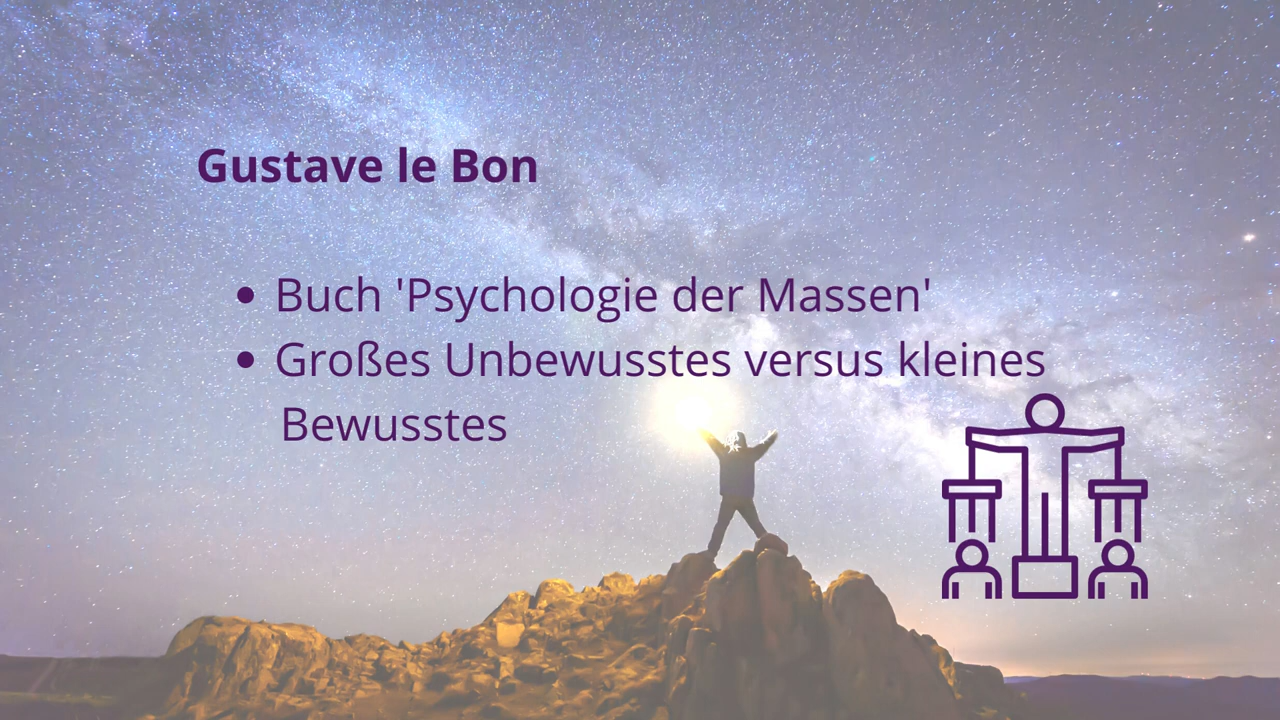 Gustave le Bon
• Buch 'Psychologie der Massen'
• Großes Unbewusstes versus kleines
Bewusstes